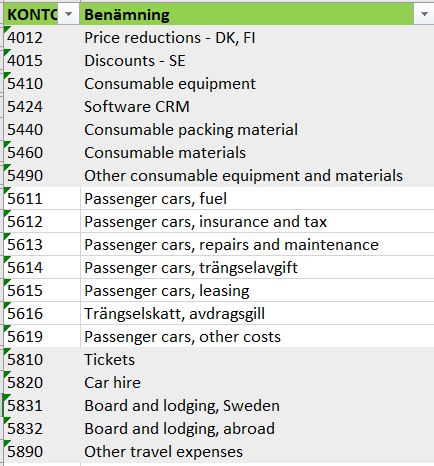 KONTO Benämning
4012 Price reductions - DK, FI
4015 Discounts - SE
5410 Consumable equipment
5424 Software CRM
5440 Consumable packing material
5460 Consumable materials
5490 Other consumable equipment and materials
5611 Passenger cars, fuel
5612 Passenger cars, insurance and tax
5613 Passenger cars, repairs and maintenance
5614 Passenger cars, trängselavgift
5615 Passenger cars, leasing
5616 Trängselskatt, avdragsgill
5619 Passenger cars, other costs
5810 Tickets
5820 Car hire
5831 Board and lodging, Sweden
5832 Board and lodging, abroad
5890 Other travel expenses